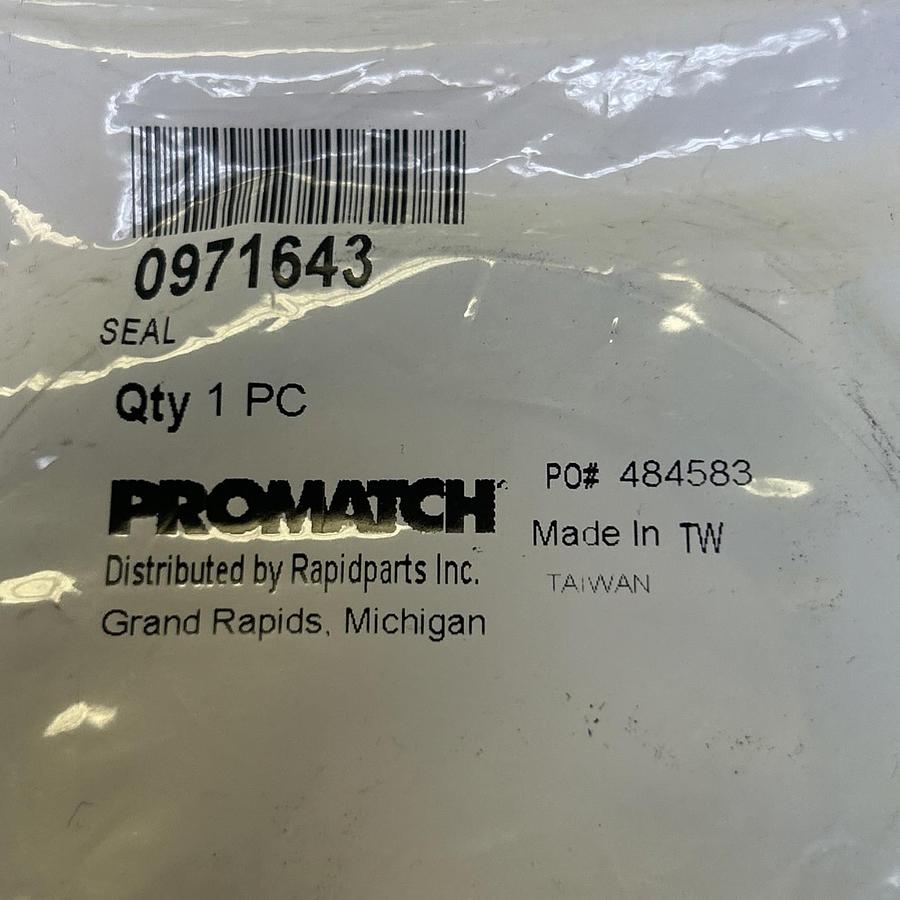 0971643
SEAL
Qty 1 PC
PROMATCH
Distributed by Rapidparts Inc.
Grand Rapids, Michigan
PO# 484583
Made In TW
TAIWAN